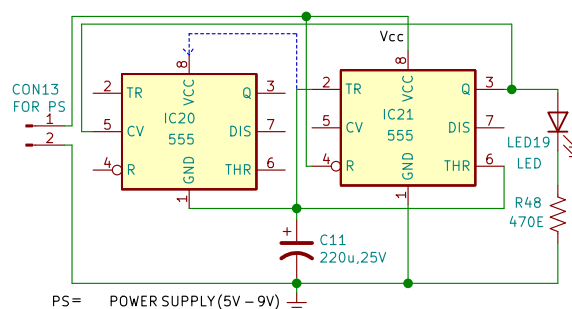 Vcc
CON13
FOR PS
1
2
8
VCC
2 TR
Q 3
IC20
555
5 CV
DIS 7
4 R
THR 6
GND
1
8
VCC
2 TR
Q 3
IC21
555
5 CV
DIS 7
4 R
THR 6
GND
1
LED19
LED
R48
470E
+
C11
220u,25V
PS= POWER SUPPLY(5V – 9V)